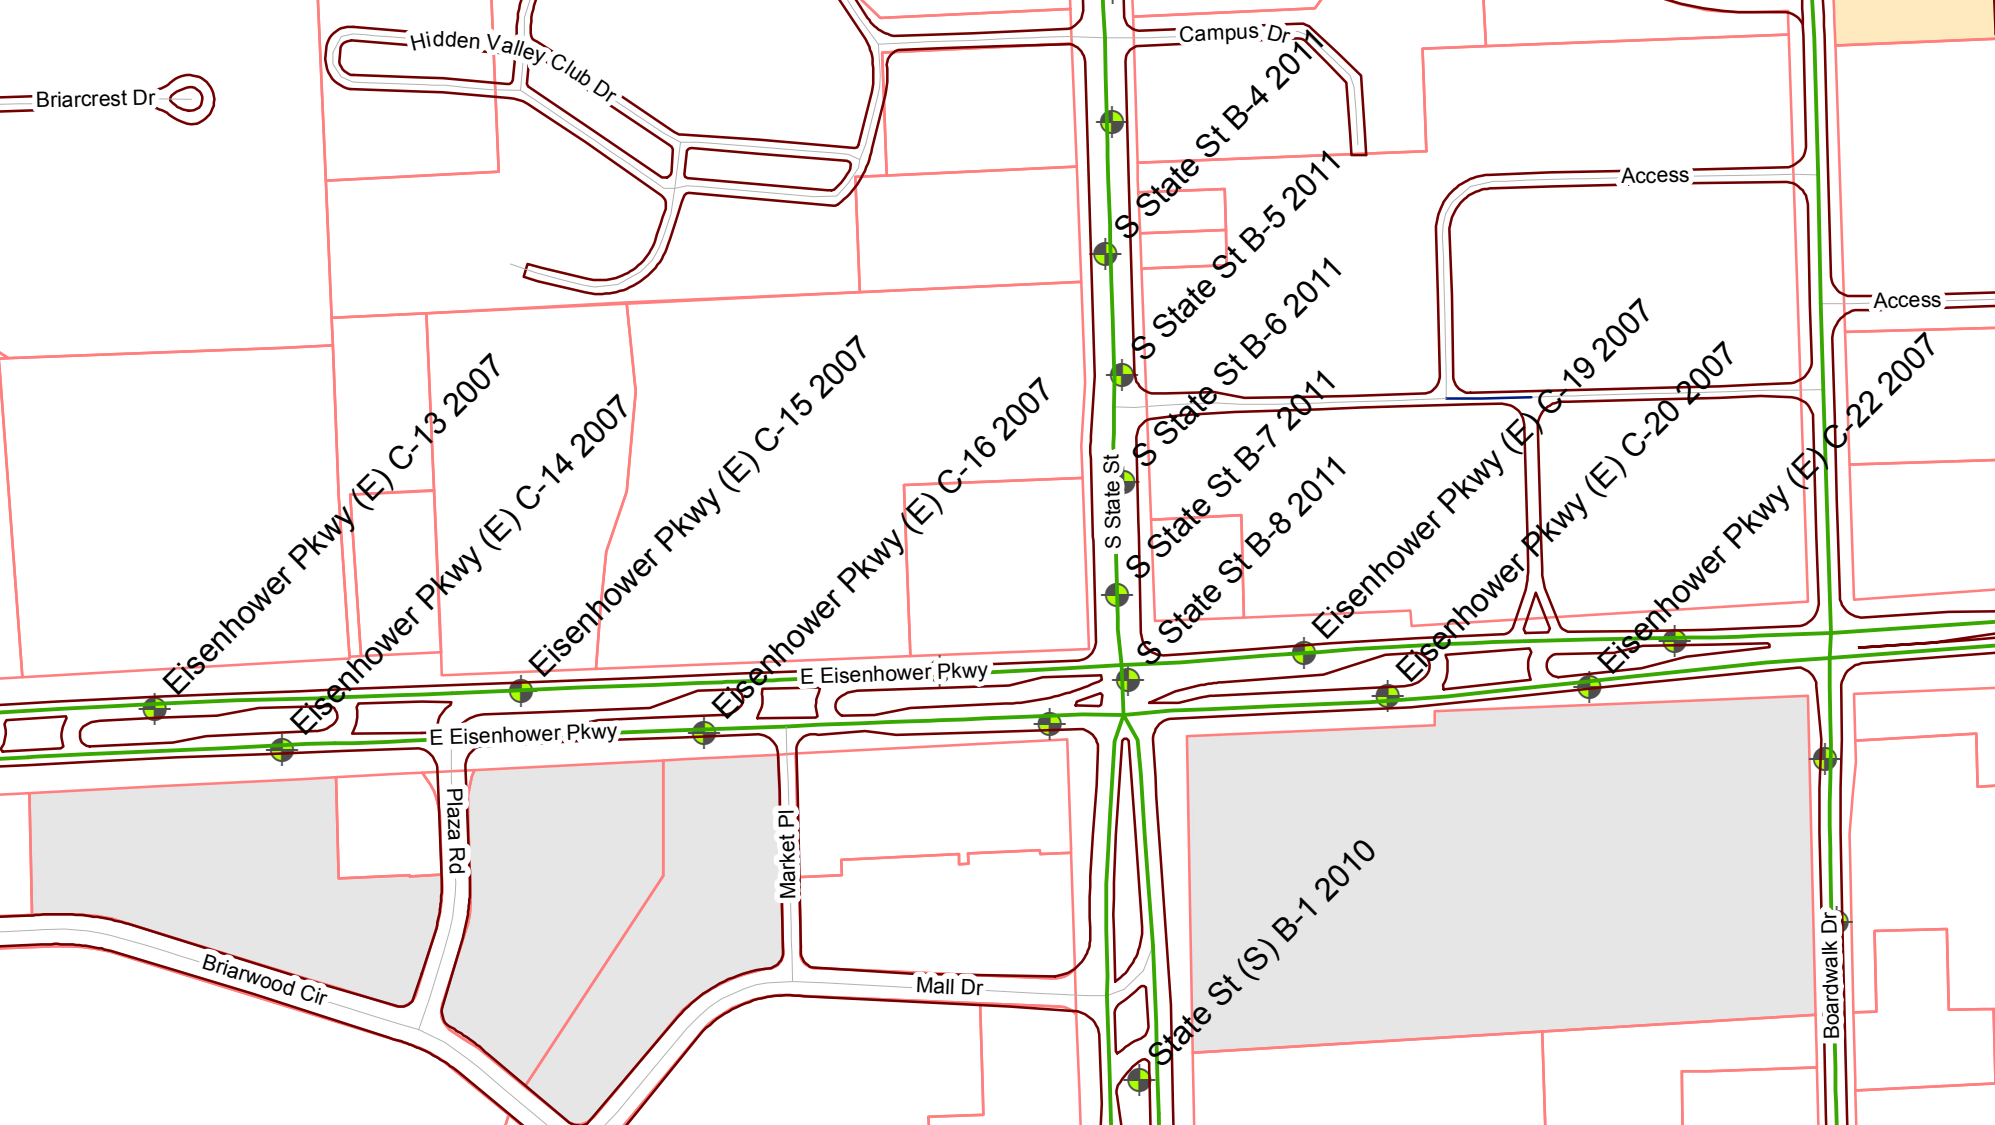 Hidden Valley Club Dr
Campus Dr
Briarcrest Dr
S State St B-4 2011
Access
S State St B-5 2011
Access
S State St B-6 2011
Eisenhower Pkwy (E) C-13 2007
Eisenhower Pkwy (E) C-14 2007
Eisenhower Pkwy (E) C-15 2007
Eisenhower Pkwy (E) C-16 2007
S State St
S State St B-7 2011
S State St B-8 2011
Eisenhower Pkwy (E) C-19 2007
Eisenhower Pkwy (E) C-20 2007
Eisenhower Pkwy (E) C-22 2007
E Eisenhower Pkwy
E Eisenhower Pkwy
Plaza Rd
Market Pl
State St (S) B-1 2010
Boardwalk Dr
Briarwood Cir
Mall Dr